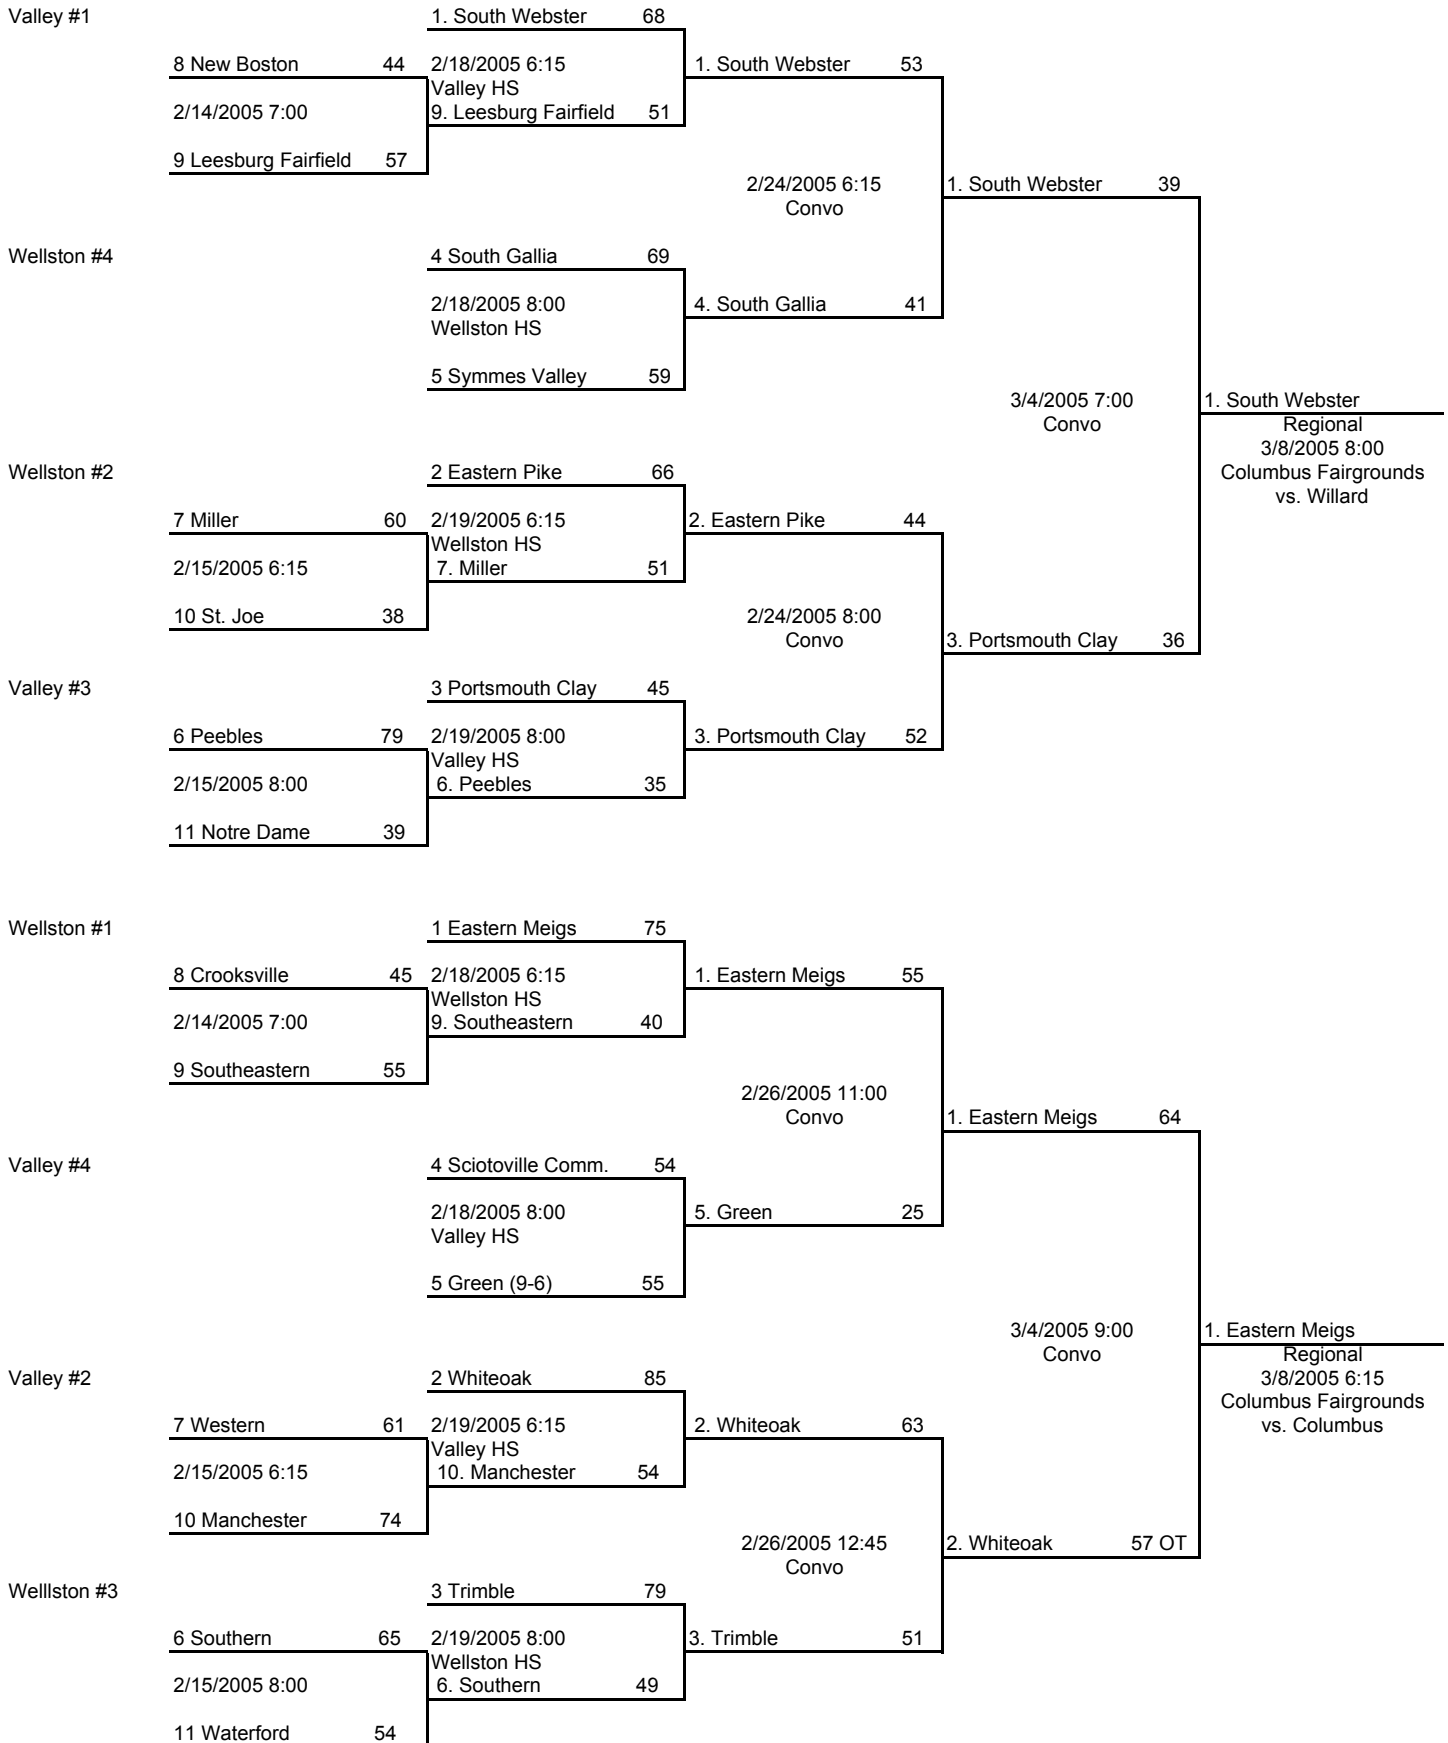 Valley #1
1. South Webster 68
8 New Boston 44
2/18/2005 6:15
1. South Webster 53
Valley HS
2/14/2005 7:00
9. Leesburg Fairfield 51
9 Leesburg Fairfield 57
2/24/2005 6:15
1. South Webster 39
Convo
Wellston #4
4 South Gallia 69
2/18/2005 8:00
4. South Gallia 41
Wellston HS
5 Symmes Valley 59
3/4/2005 7:00
1. South Webster
Convo
Regional
3/8/2005 8:00
Wellston #2
2 Eastern Pike 66
Columbus Fairgrounds
vs. Willard
7 Miller 60
2/19/2005 6:15
2. Eastern Pike 44
Wellston HS
2/15/2005 6:15
7. Miller 51
10 St. Joe 38
2/24/2005 8:00
Convo
3. Portsmouth Clay 36
Valley #3
3 Portsmouth Clay 45
6 Peebles 79
2/19/2005 8:00
3. Portsmouth Clay 52
Valley HS
2/15/2005 8:00
6. Peebles 35
11 Notre Dame 39
Wellston #1
1 Eastern Meigs 75
8 Crooksville 45
2/18/2005 6:15
1. Eastern Meigs 55
Wellston HS
2/14/2005 7:00
9. Southeastern 40
9 Southeastern 55
2/26/2005 11:00
Convo
1. Eastern Meigs 64
Valley #4
4 Sciotoville Comm. 54
2/18/2005 8:00
5. Green 25
Valley HS
5 Green (9-6) 55
3/4/2005 9:00
1. Eastern Meigs
Convo
Regional
Valley #2
2 Whiteoak 85
3/8/2005 6:15
Columbus Fairgrounds
7 Western 61
2/19/2005 6:15
2. Whiteoak 63
vs. Columbus
Valley HS
2/15/2005 6:15
10. Manchester 54
10 Manchester 74
2/26/2005 12:45
2. Whiteoak 57 OT
Convo
Welllston #3
3 Trimble 79
6 Southern 65
2/19/2005 8:00
3. Trimble 51
Wellston HS
2/15/2005 8:00
6. Southern 49
11 Waterford 54